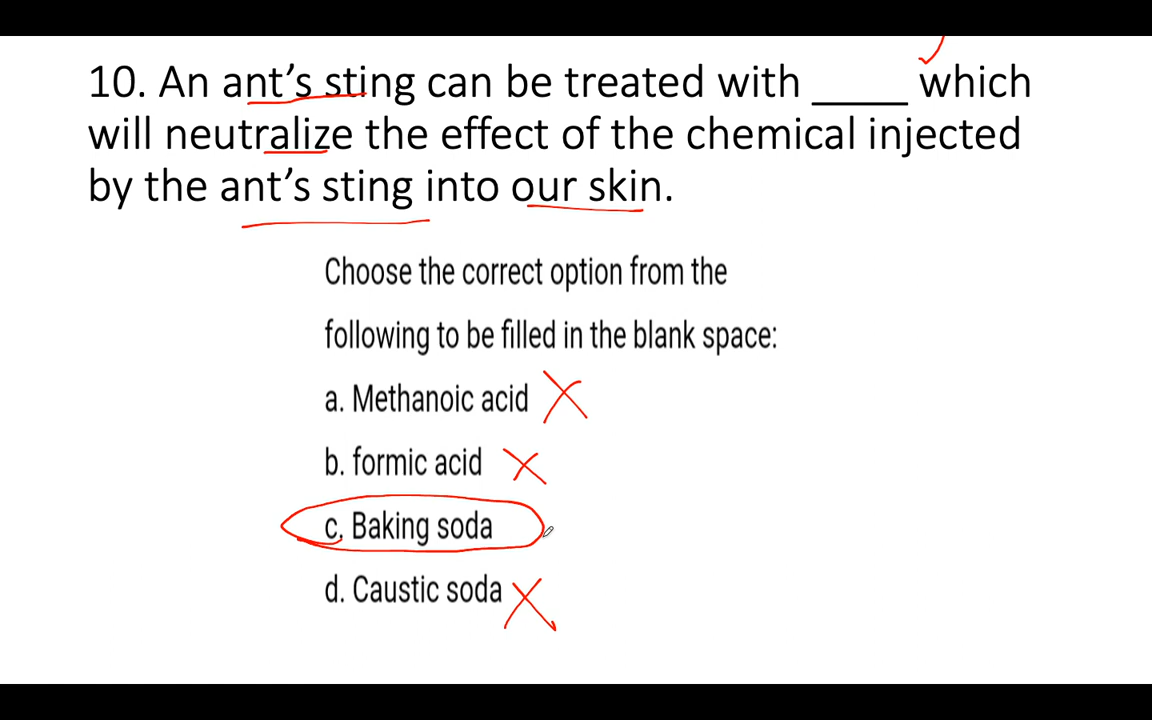 10. An ant’s sting can be treated with ____ which
will neutralize the effect of the chemical injected
by the ant’s sting into our skin.
Choose the correct option from the
following to be filled in the blank space:
a. Methanoic acid
b. formic acid
c. Baking soda
d. Caustic soda